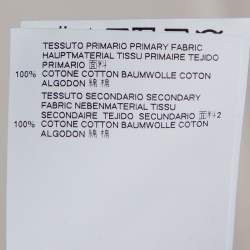 TESSUTO PRIMARIO PRIMARY FABRIC
HAUPTMATERIAL TISSU PRIMAIRE TEJIDO
PRIMARIO 面料
100% COTONE COTTON BAUMWOLLE COTON
ALGODON 綿 棉
TESSUTO SECONDARIO SECONDARY
FABRIC NEBENMATERIAL TISSU
SECONDAIRE TEJIDO SECUNDARIO 面料2
100% COTONE COTTON BAUMWOLLE COTON
ALGODON 綿 棉